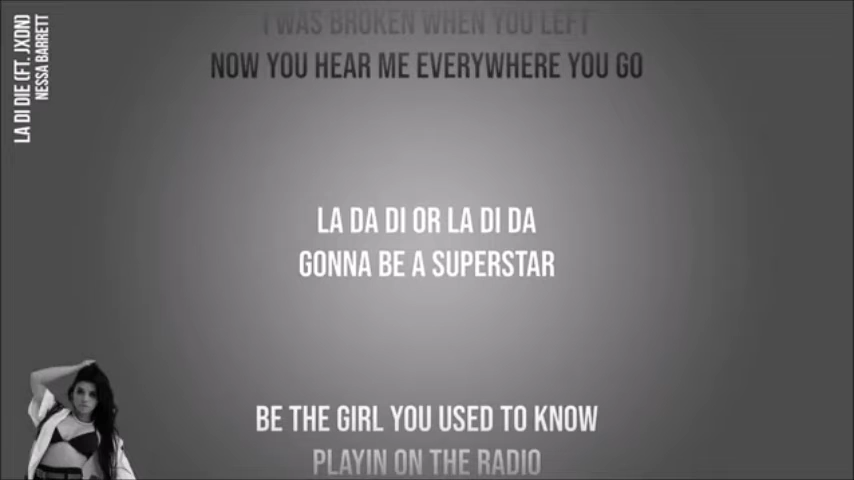 LA DI DIE (FT. JXDN)
NESSA BARRETT
I WAS BROKEN WHEN YOU LEFT
NOW YOU HEAR ME EVERYWHERE YOU GO
LA DA DI OR LA DI DA
GONNA BE A SUPERSTAR
BE THE GIRL YOU USED TO KNOW
PLAYIN ON THE RADIO